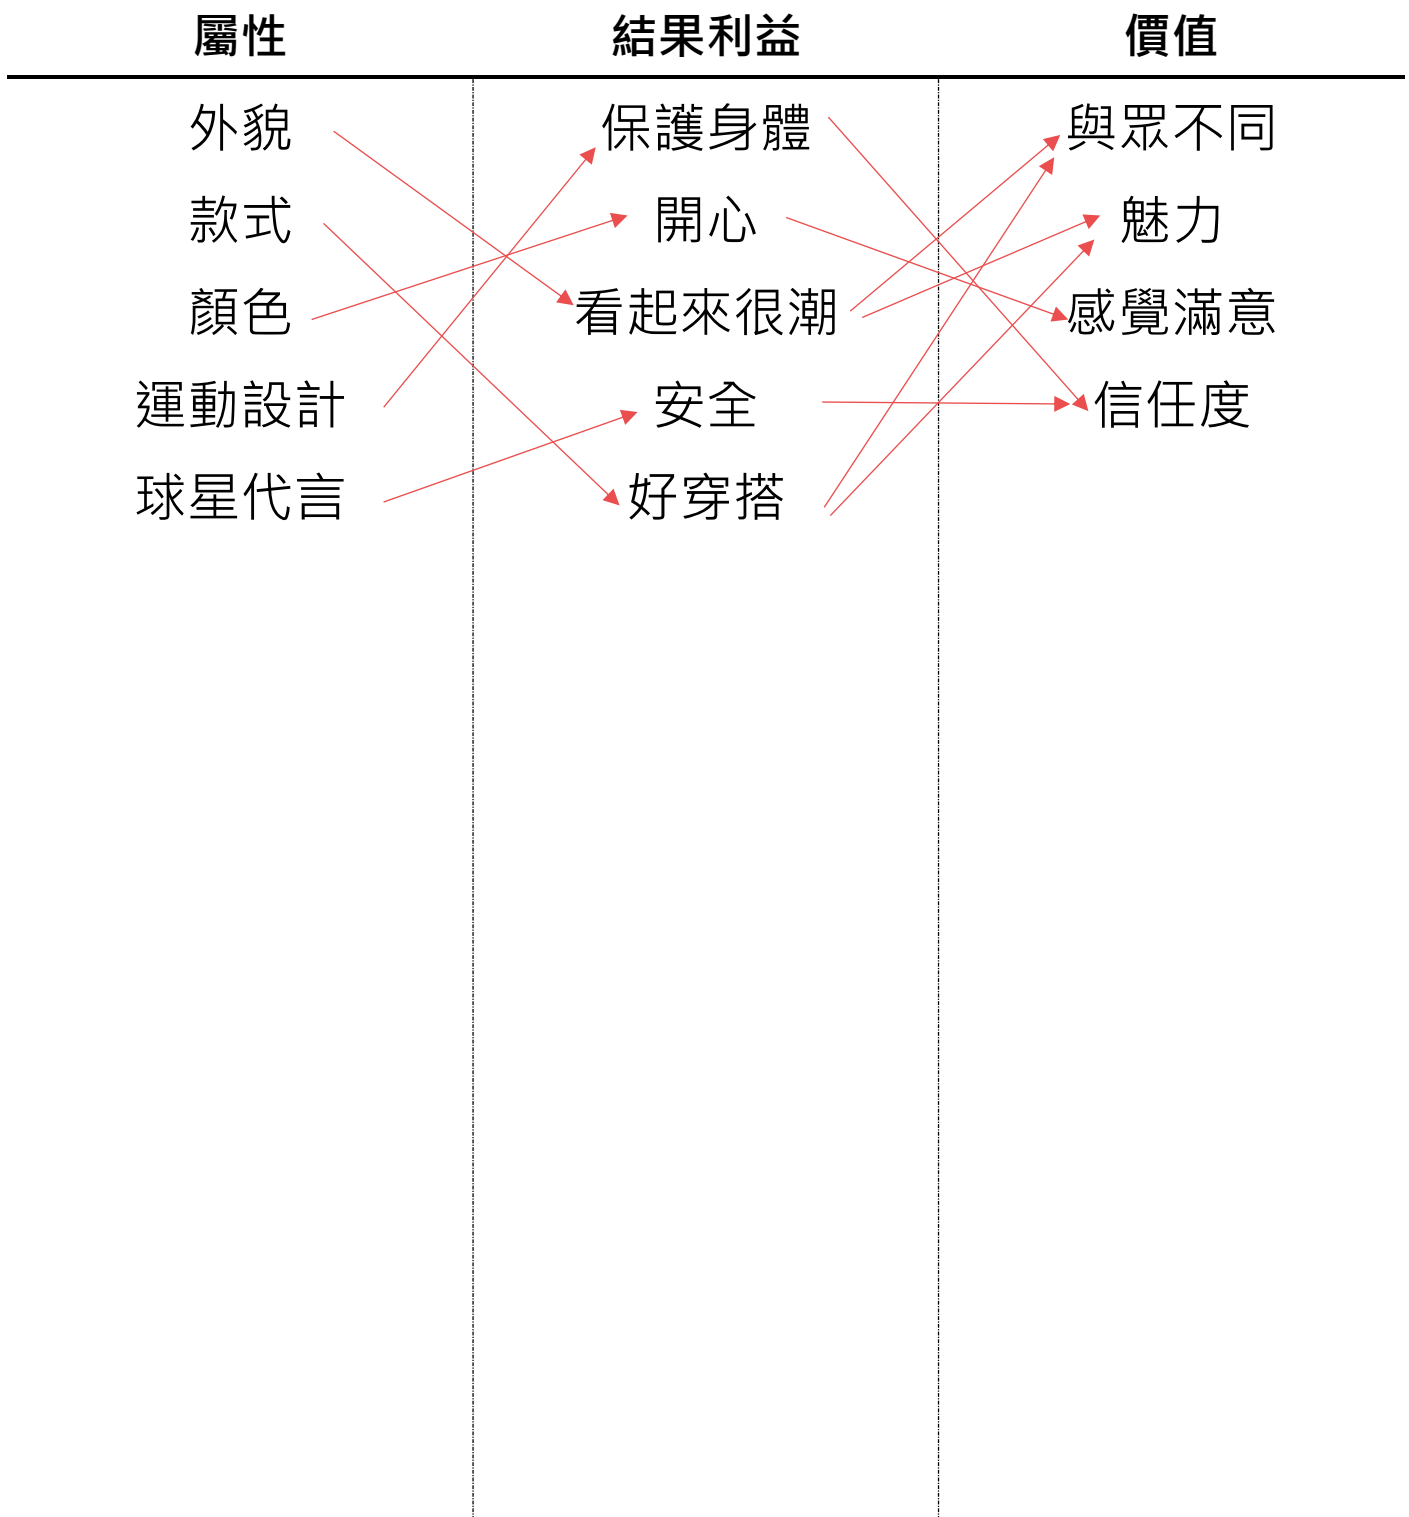 屬性 結果利益 價值
外貌 保護身體 與眾不同
款式 開心 魅力
顏色 看起來很潮 感覺滿意
運動設計 安全 信任度
球星代言 好穿搭